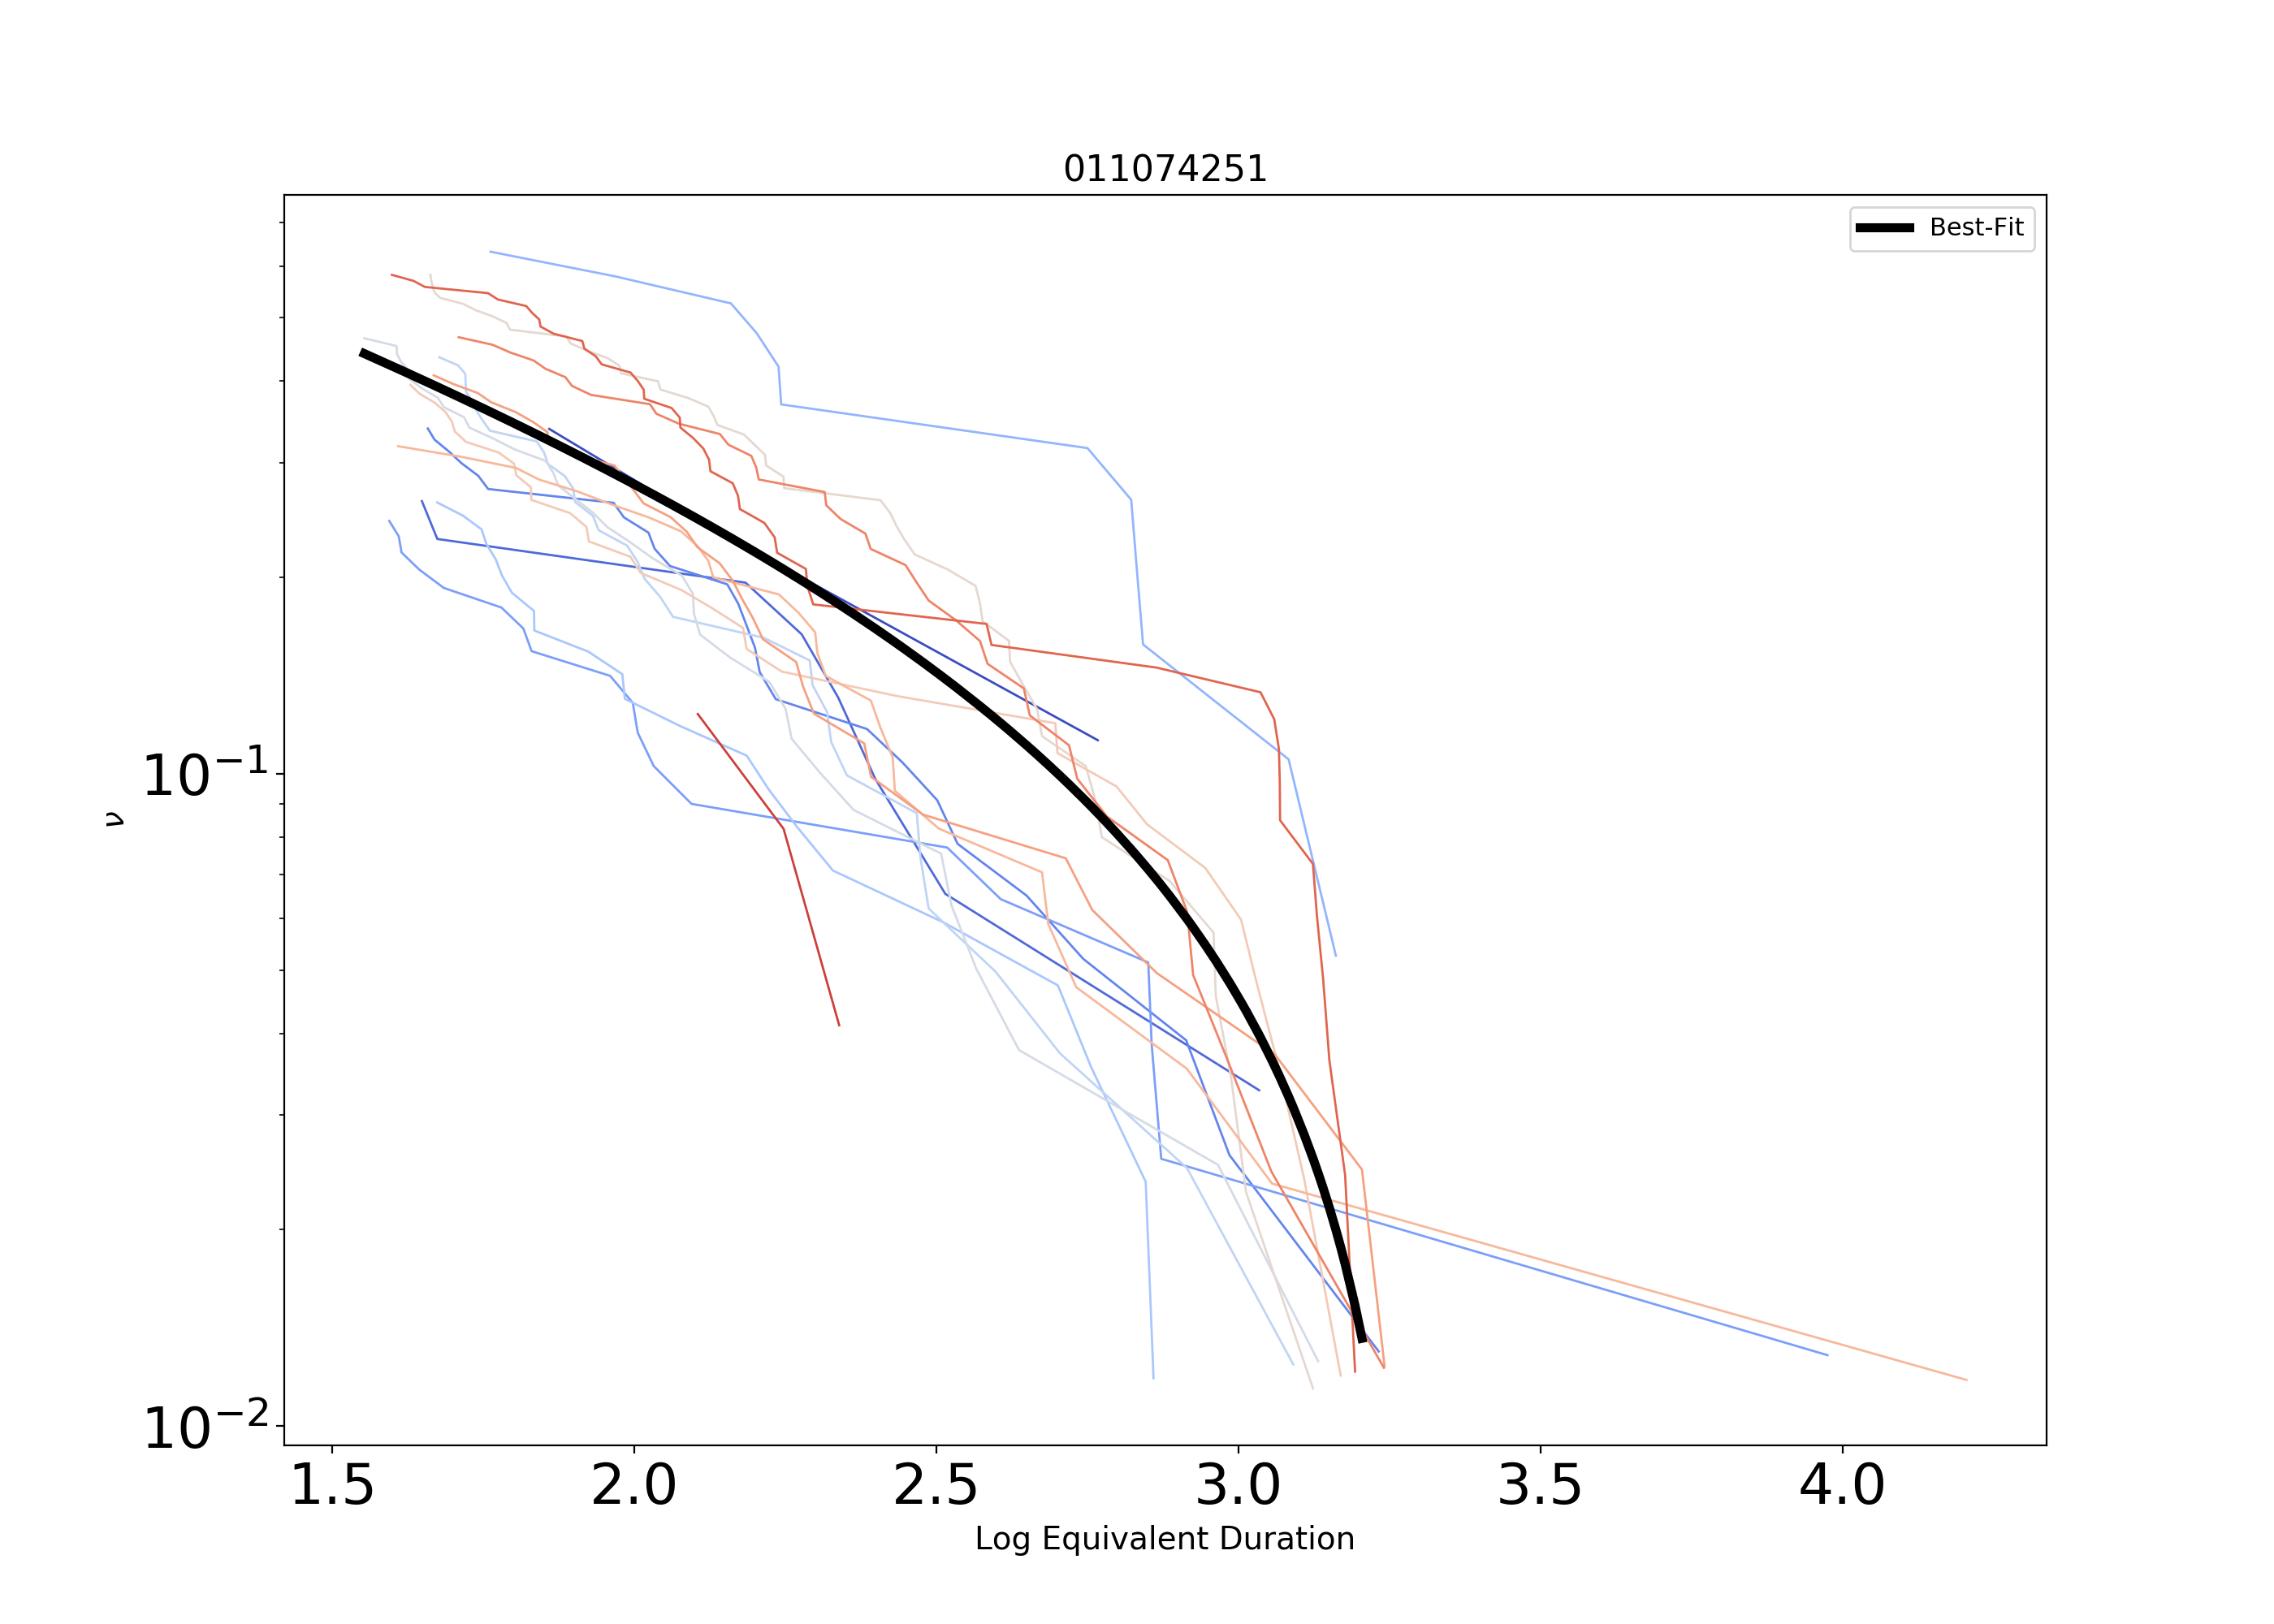 011074251
Best-Fit
ν
10⁻¹
10⁻²
1.5 2.0 2.5 3.0 3.5 4.0
Log Equivalent Duration